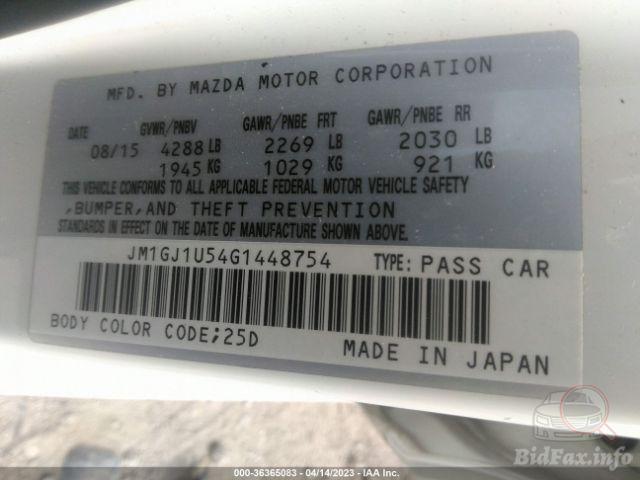 MFD. BY MAZDA MOTOR CORPORATION
DATE GVWR/PNBV GAWR/PNBE FRT GAWR/PNBE RR
08/15 4288 LB 2269 LB 2030 LB
1945 KG 1029 KG 921 KG
THIS VEHICLE CONFORMS TO ALL APPLICABLE FEDERAL MOTOR VEHICLE SAFETY
,BUMPER,AND THEFT PREVENTION
STANDARDS IN EFFECT ON THE DATE OF MANUFACTURE SHOWN ABOVE.
JM1GJ1U54G1448754 TYPE: PASS CAR
BODY COLOR CODE;25D
MADE IN JAPAN
BidFax.info
000-36365083 - 04/14/2023 - IAA Inc.